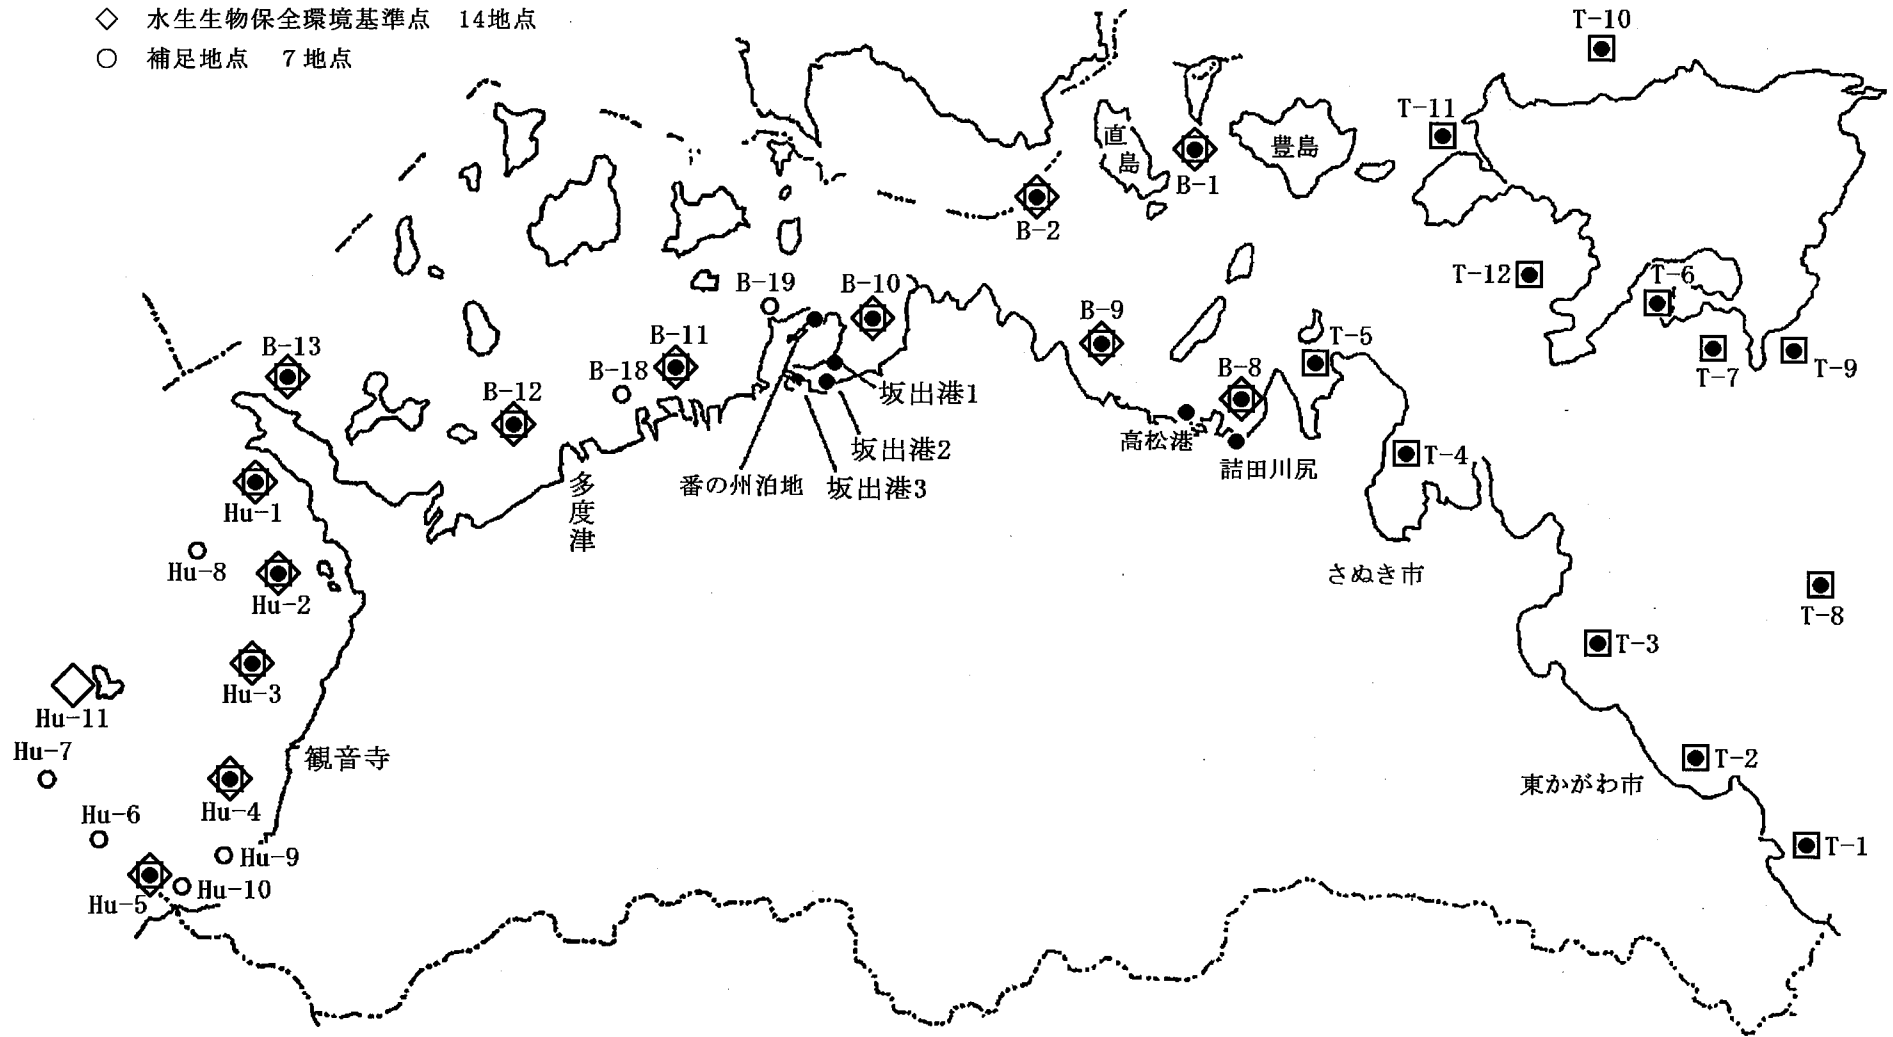 水生生物保全環境基準点 14地点
補足地点 7地点
T-10
T-11
直島
豊島
B-1
B-2
T-12
T-6
B-19
B-10
B-9
T-5
B-13
B-11
B-18
B-12
B-8
T-7
T-9
坂出港1
高松港
坂出港2
詰田川尻
T-4
番の州泊地
坂出港3
多度津
Hu-1
Hu-8
Hu-2
さぬき市
T-8
T-3
Hu-3
Hu-11
Hu-7
観音寺
T-2
東かがわ市
Hu-4
Hu-6
T-1
Hu-9
Hu-10
Hu-5